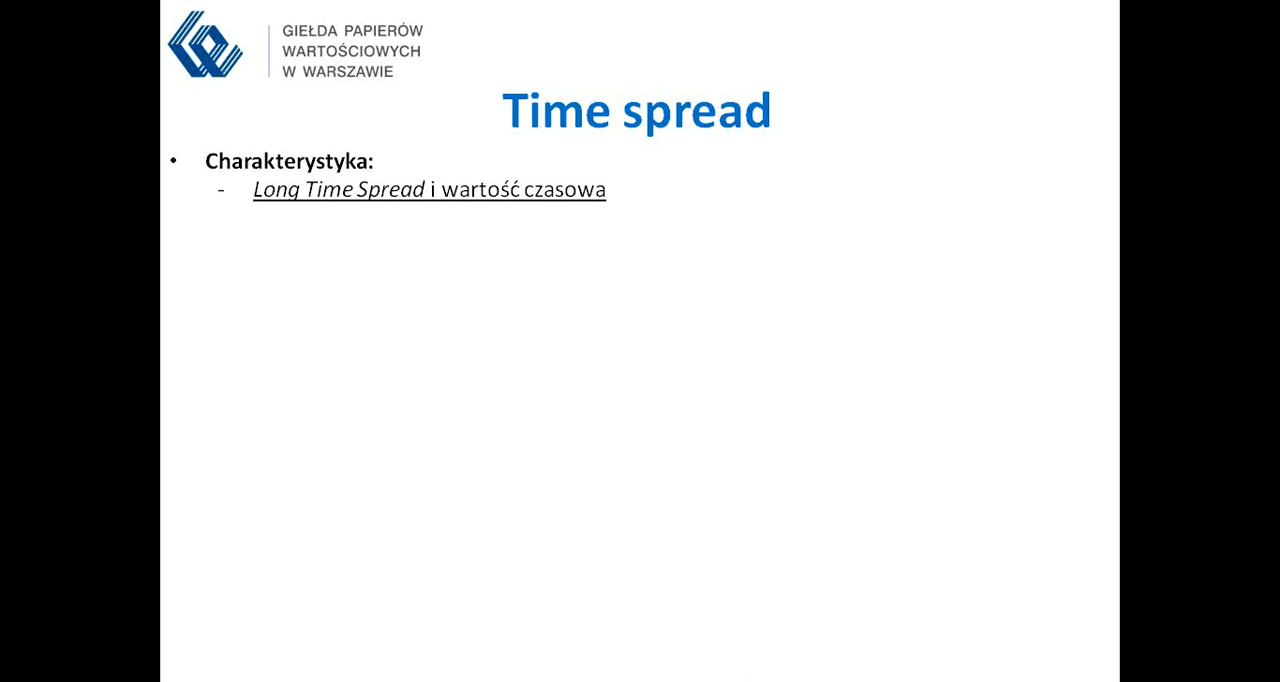 GIEŁDA PAPIERÓW
WARTOŚCIOWYCH
W WARSZAWIE
Time spread
• Charakterystyka:
- Long Time Spread i wartość czasowa